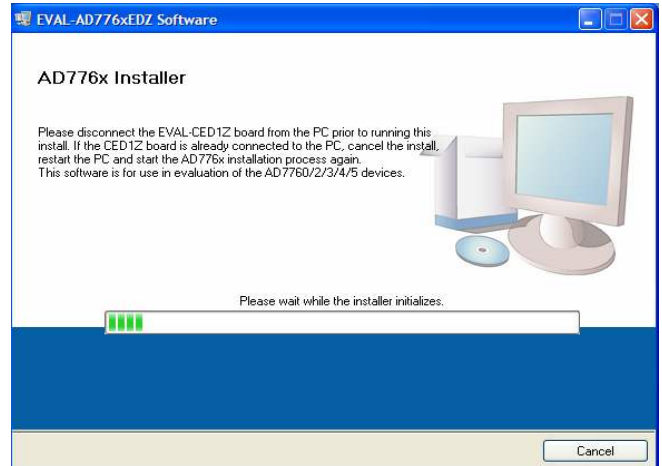 EVAL-AD776xEDZ Software
AD776x Installer
Please disconnect the EVAL-CED1Z board from the PC prior to running this
install. If the CED1Z board is already connected to the PC, cancel the install,
restart the PC and start the AD776x installation process again.
This software is for use in evaluation of the AD7760/2/3/4/5 devices.
Please wait while the installer initializes.
Cancel